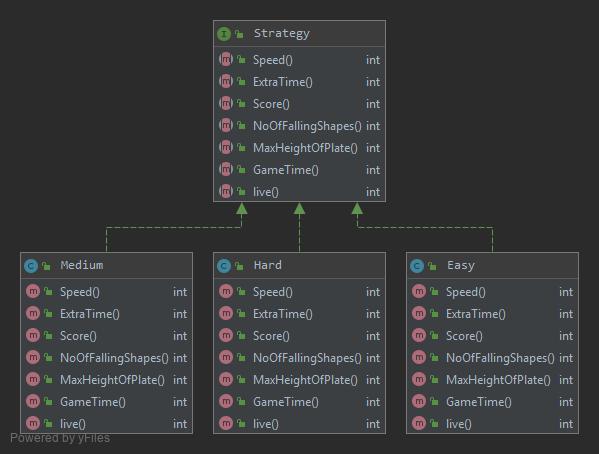 I Strategy
m Speed() int
m ExtraTime() int
m Score() int
m NoOfFallingShapes() int
m MaxHeightOfPlate() int
m GameTime() int
m live() int
C Medium
m Speed() int
m ExtraTime() int
m Score() int
m NoOfFallingShapes() int
m MaxHeightOfPlate() int
m GameTime() int
m live() int
C Hard
m Speed() int
m ExtraTime() int
m Score() int
m NoOfFallingShapes() int
m MaxHeightOfPlate() int
m GameTime() int
m live() int
C Easy
m Speed() int
m ExtraTime() int
m Score() int
m NoOfFallingShapes() int
m MaxHeightOfPlate() int
m GameTime() int
m live() int
Powered by yFiles